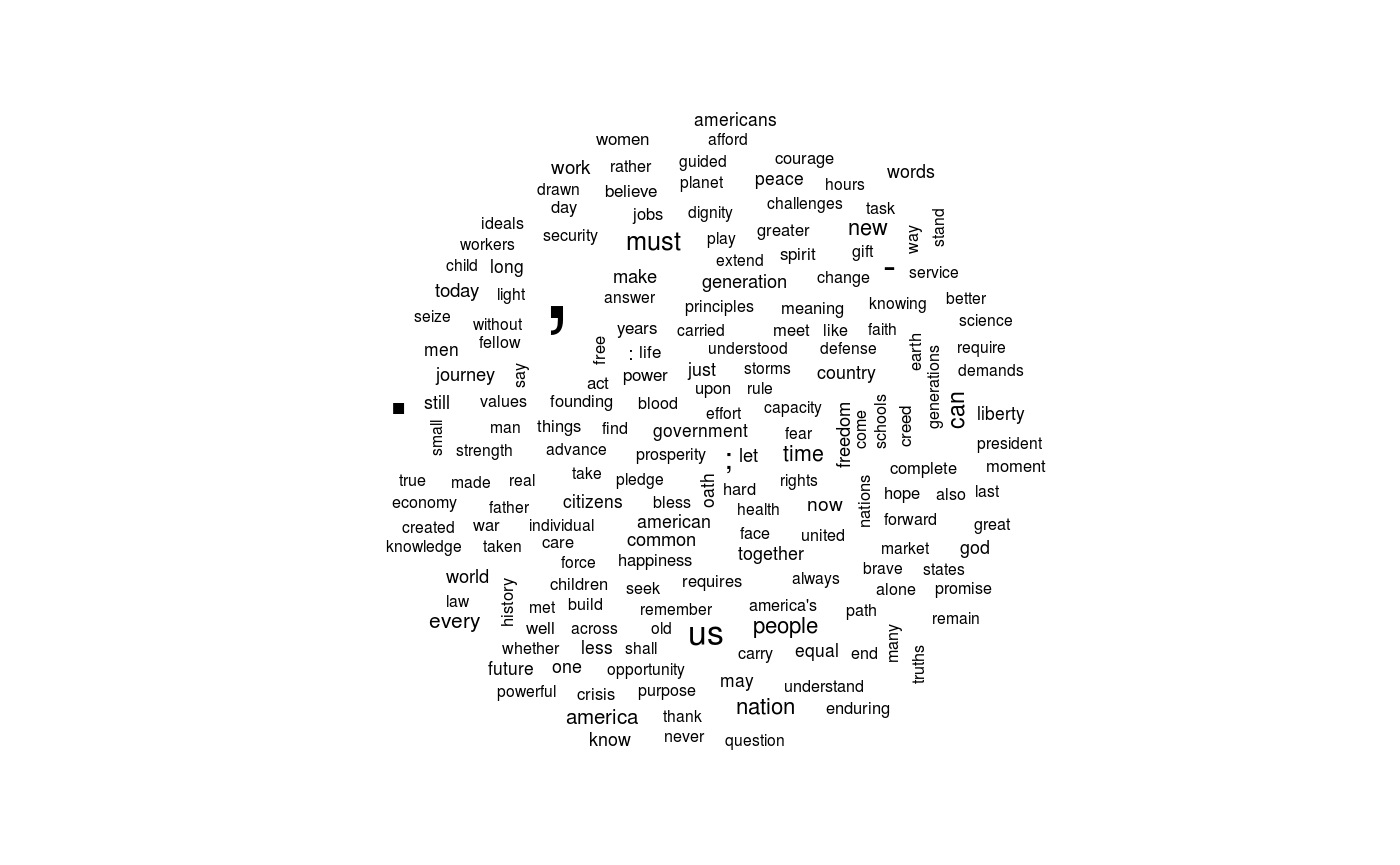 americans
women afford
work rather guided courage words
drawn believe planet peace hours
day jobs dignity challenges task
ideals security must play greater new way stand
workers extend spirit gift
child long make generation change - service
today light answer principles meaning knowing better
seize without , years carried meet like faith science
men fellow free : life understood defense earth generations require
journey say act power just storms country demands
. still values founding blood upon rule can
small man things find effort capacity freedom come schools creed liberty
strength advance government fear president
prosperity ; let time complete moment
true made real take pledge oath hard rights nations hope also last
economy father citizens bless health now
created war individual american face united forward great
knowledge taken care common together market god
world force happiness brave states
history children seek requires always alone promise
law met build remember america's path remain
every well across old us people many
whether less shall carry equal end truths
future one opportunity may understand
powerful crisis purpose nation enduring
america thank
know never question